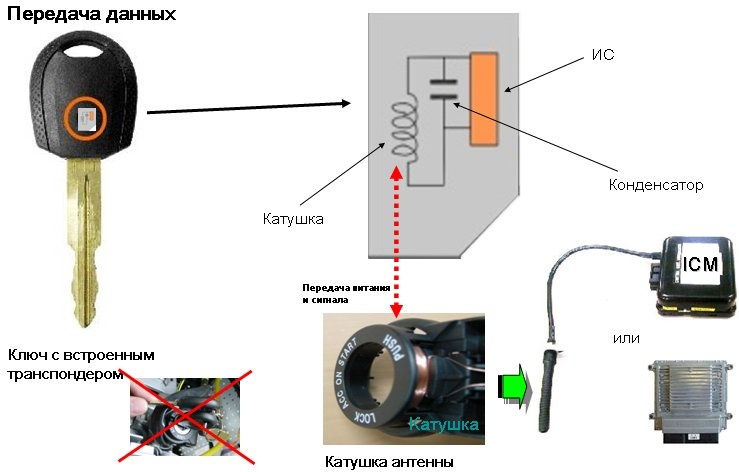 Передача данных
ИС
Конденсатор
Катушка
ICM
Передача питания
и сигнала
или
Ключ с встроенным
транспондером
LOCK ACC ON START
PUSH
Катушка
Катушка антенны